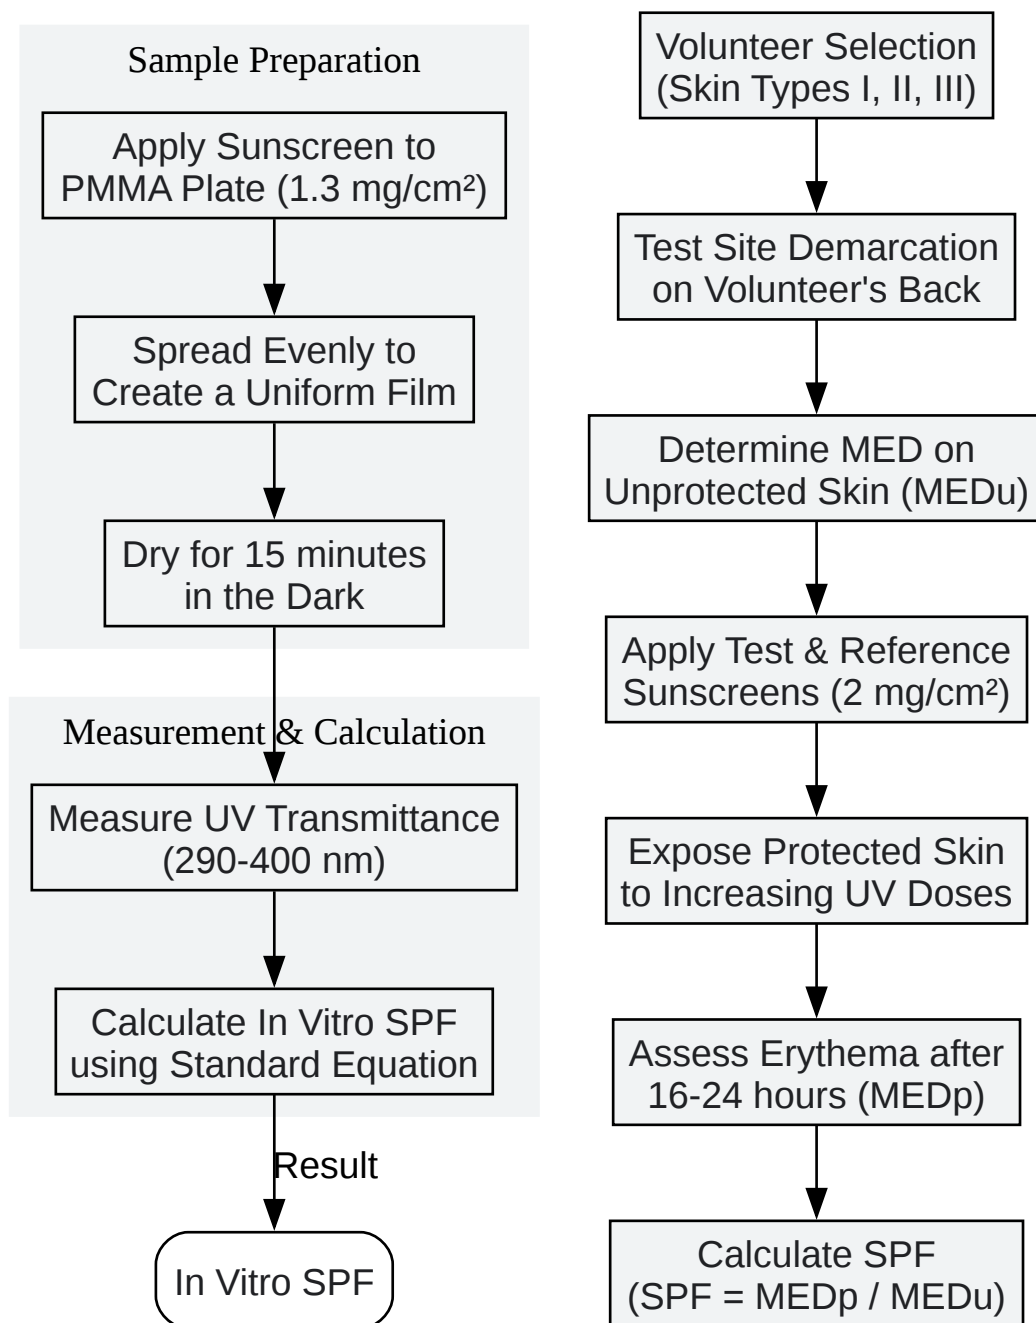 Sample Preparation
Apply Sunscreen to
PMMA Plate (1.3 mg/cm²)
Spread Evenly to
Create a Uniform Film
Dry for 15 minutes
in the Dark
Measurement & Calculation
Measure UV Transmittance
(290-400 nm)
Calculate In Vitro SPF
using Standard Equation
Result
In Vitro SPF
Volunteer Selection
(Skin Types I, II, III)
Test Site Demarcation
on Volunteer's Back
Determine MED on
Unprotected Skin (MEDu)
Apply Test & Reference
Sunscreens (2 mg/cm²)
Expose Protected Skin
to Increasing UV Doses
Assess Erythema after
16-24 hours (MEDp)
Calculate SPF
(SPF = MEDp / MEDu)